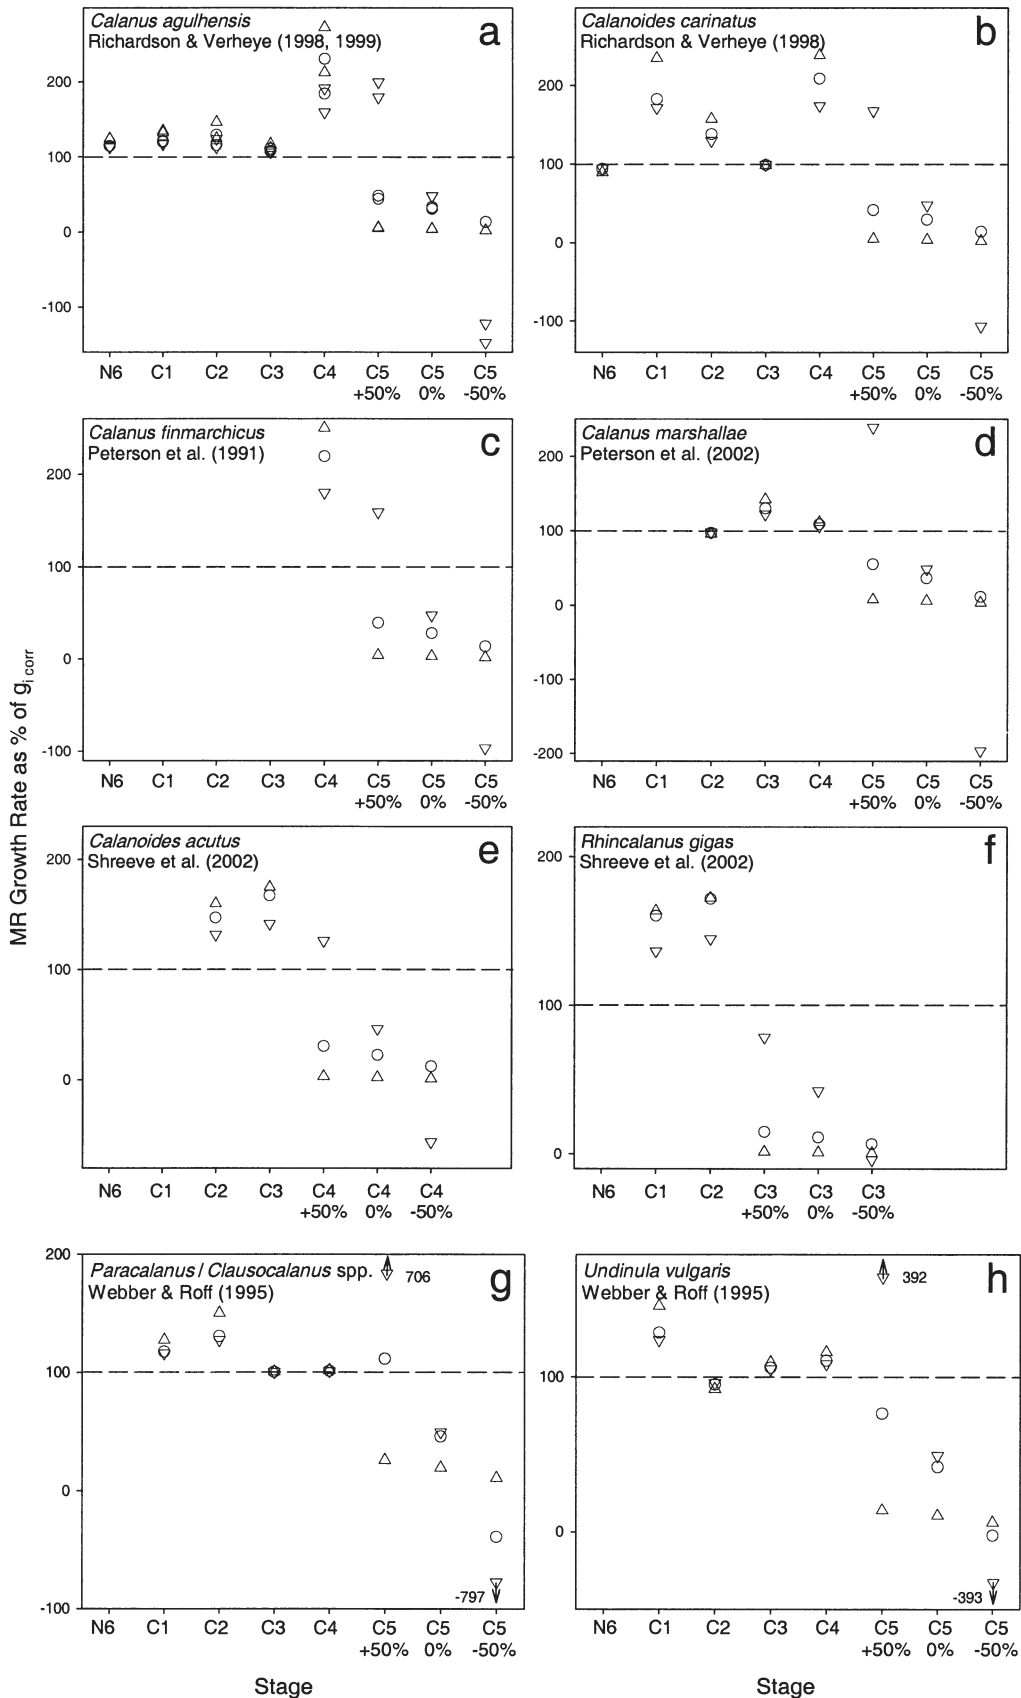 MR Growth Rate as % of gi corr
Calanus agulhensis
Richardson & Verheye (1998, 1999)
a
200
100
0
-100
N6 C1 C2 C3 C4 C5 C5 C5
+50% 0% -50%
Calanoides carinatus
Richardson & Verheye (1998)
b
200
100
0
-100
N6 C1 C2 C3 C4 C5 C5 C5
+50% 0% -50%
Calanus finmarchicus
Peterson et al. (1991)
c
200
100
0
-100
N6 C1 C2 C3 C4 C5 C5 C5
+50% 0% -50%
Calanus marshallae
Peterson et al. (2002)
d
200
100
0
-100
-200
N6 C1 C2 C3 C4 C5 C5 C5
+50% 0% -50%
Calanoides acutus
Shreeve et al. (2002)
e
200
100
0
N6 C1 C2 C3 C4 C4 C4
+50% 0% -50%
Rhincalanus gigas
Shreeve et al. (2002)
f
200
100
0
N6 C1 C2 C3 C3 C3
+50% 0% -50%
Paracalanus / Clausocalanus spp.
Webber & Roff (1995)
g
706
200
100
0
-100
-797
N6 C1 C2 C3 C4 C5 C5 C5
+50% 0% -50%
Stage
Undinula vulgaris
Webber & Roff (1995)
h
392
100
0
-393
N6 C1 C2 C3 C4 C5 C5 C5
+50% 0% -50%
Stage